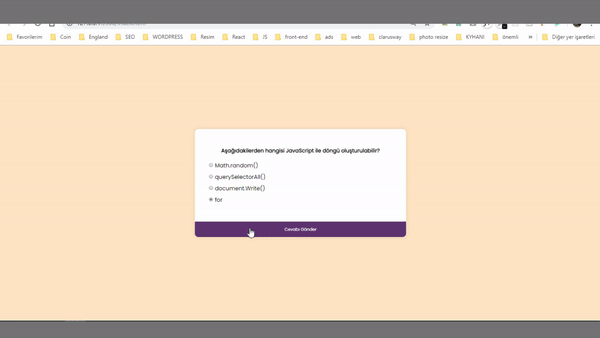 Favorilerim Coin England SEO WORDPRESS Resim React JS front-end ads web clarusway photo resize KYHANI önemli » Diğer yer işaretleri
Aşağıdakilerden hangisi JavaScript ile döngü oluşturulabilir?
Math.random()
querySelectorAll()
document.Write()
for
Cevabı Gönder